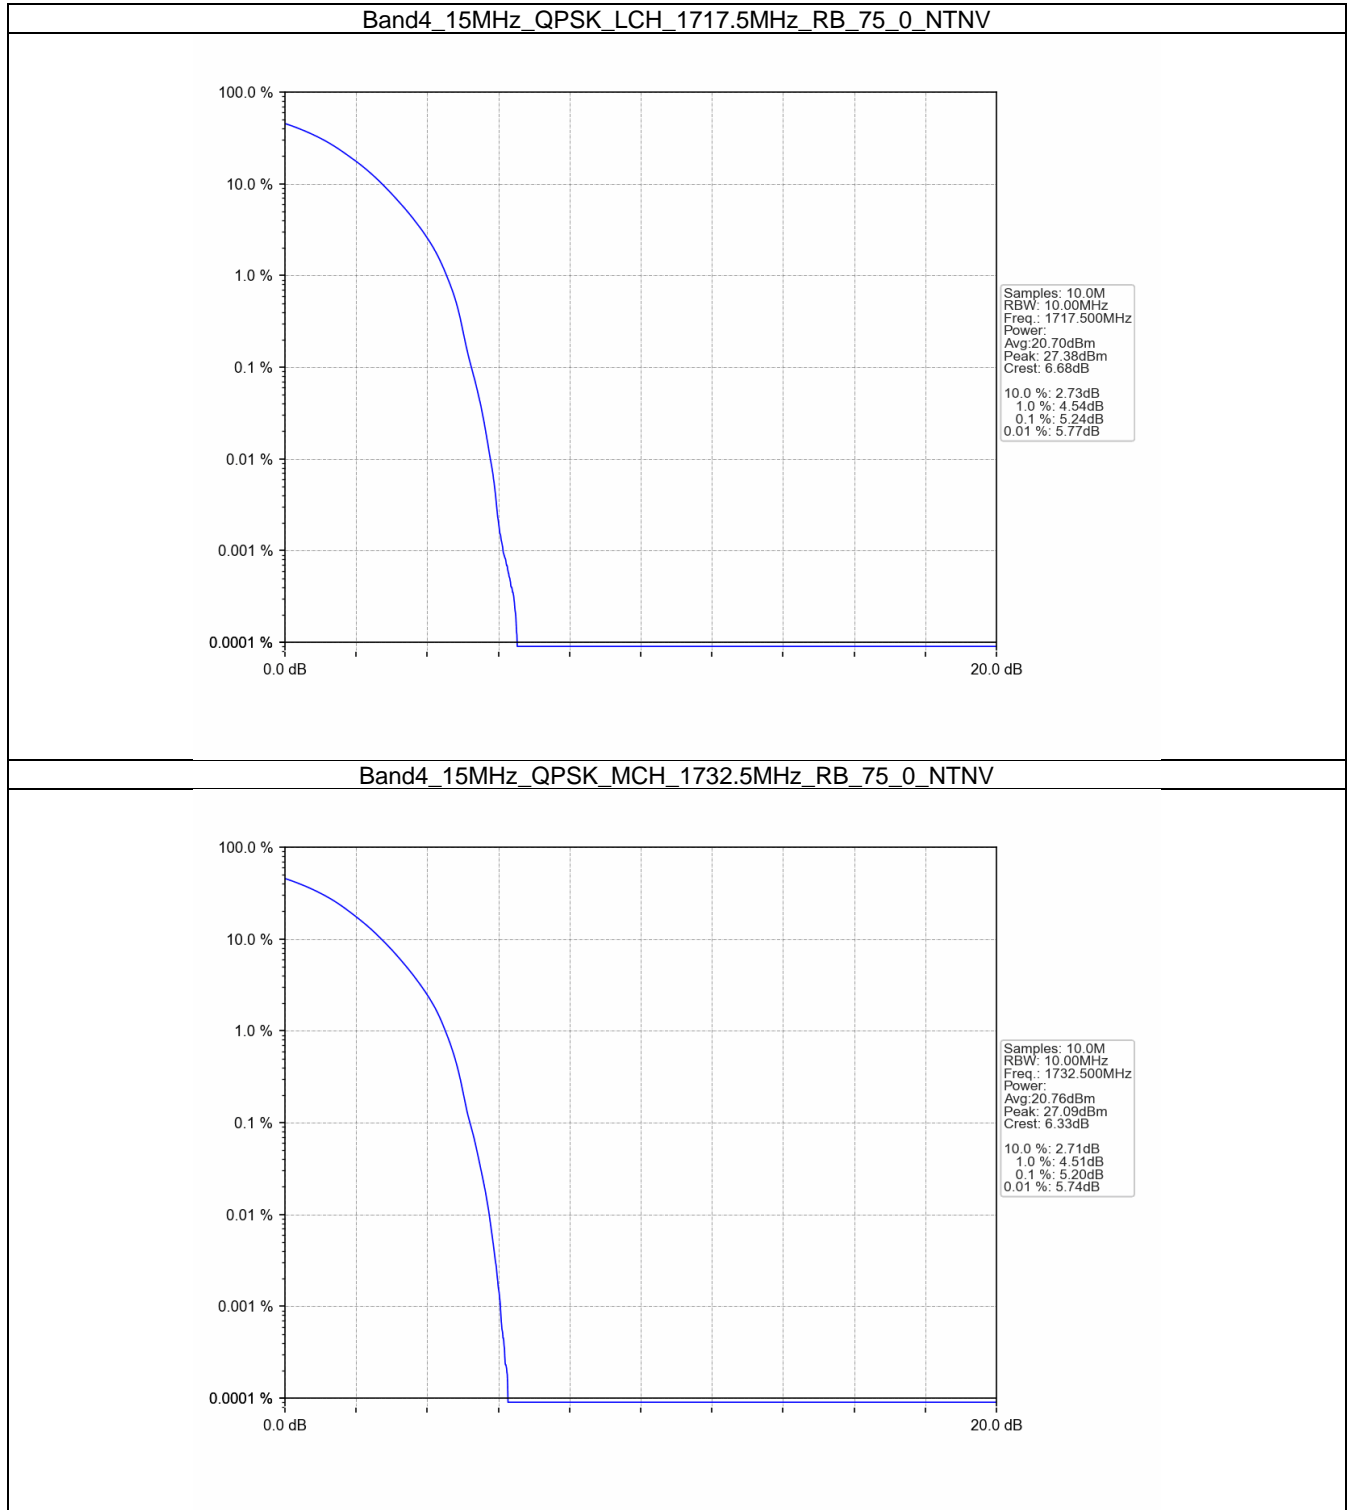 Band4_15MHz_QPSK_LCH_1717.5MHz_RB_75_0_NTNV
100.0 %
10.0 %
1.0 %
0.1 %
0.01 %
0.001 %
0.0001 %
0.0 dB
20.0 dB
Samples: 10.0M
RBW: 10.00MHz
Freq.: 1717.500MHz
Power:
Avg:20.70dBm
Peak: 27.38dBm
Crest: 6.68dB
10.0 %: 2.73dB
1.0 %: 4.54dB
0.1 %: 5.24dB
0.01 %: 5.77dB
Band4_15MHz_QPSK_MCH_1732.5MHz_RB_75_0_NTNV
100.0 %
10.0 %
1.0 %
0.1 %
0.01 %
0.001 %
0.0001 %
0.0 dB
20.0 dB
Samples: 10.0M
RBW: 10.00MHz
Freq.: 1732.500MHz
Power:
Avg:20.76dBm
Peak: 27.09dBm
Crest: 6.33dB
10.0 %: 2.71dB
1.0 %: 4.51dB
0.1 %: 5.20dB
0.01 %: 5.74dB